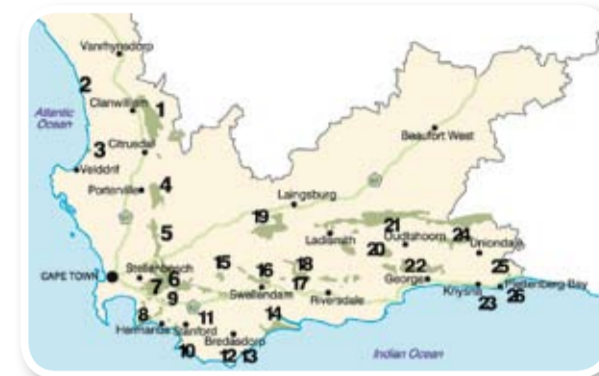 Vanrhynsdorp
2
Clanwilliam
1
Atlantic
Ocean
Beaufort West
3
Citrusdal
Velddrif
4
Porterville
Laingsburg
19
5
21
Ladismith
20
Oudtshoorn
24
Uniondale
CAPE TOWN
Stellenbosch
15
16
18
22
25
7
6
17
George
9
Swellendam
Riversdale
Knysna
Plettenberg Bay
23
26
8
11
14
Hermanus
Stanford
10
Bredasdorp
12
13
Indian Ocean